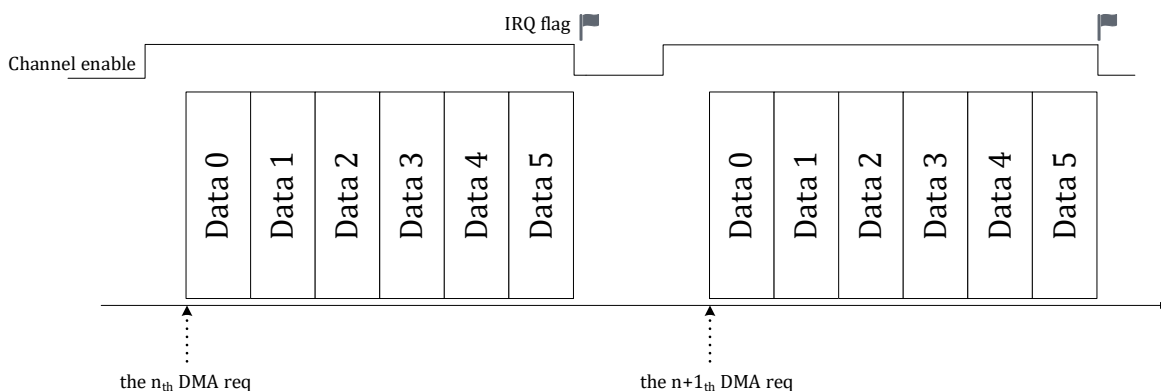 IRQ flag
Channel enable
Data 0
Data 1
Data 2
Data 3
Data 4
Data 5
Data 0
Data 1
Data 2
Data 3
Data 4
Data 5
the nth DMA req
the n+1th DMA req